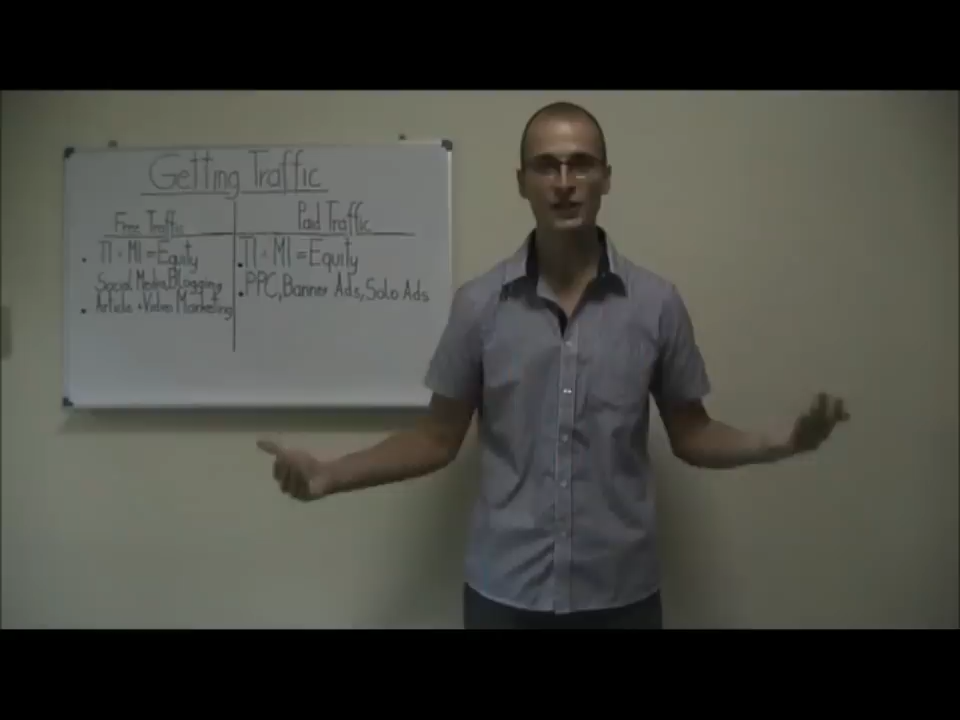 Getting Traffic
Free Traffic
TI + MI = Equity
Social Media, Blogging,
Article + Video Marketing
Paid Traffic
TI + MI = Equity
PPC, Banner Ads, Solo Ads